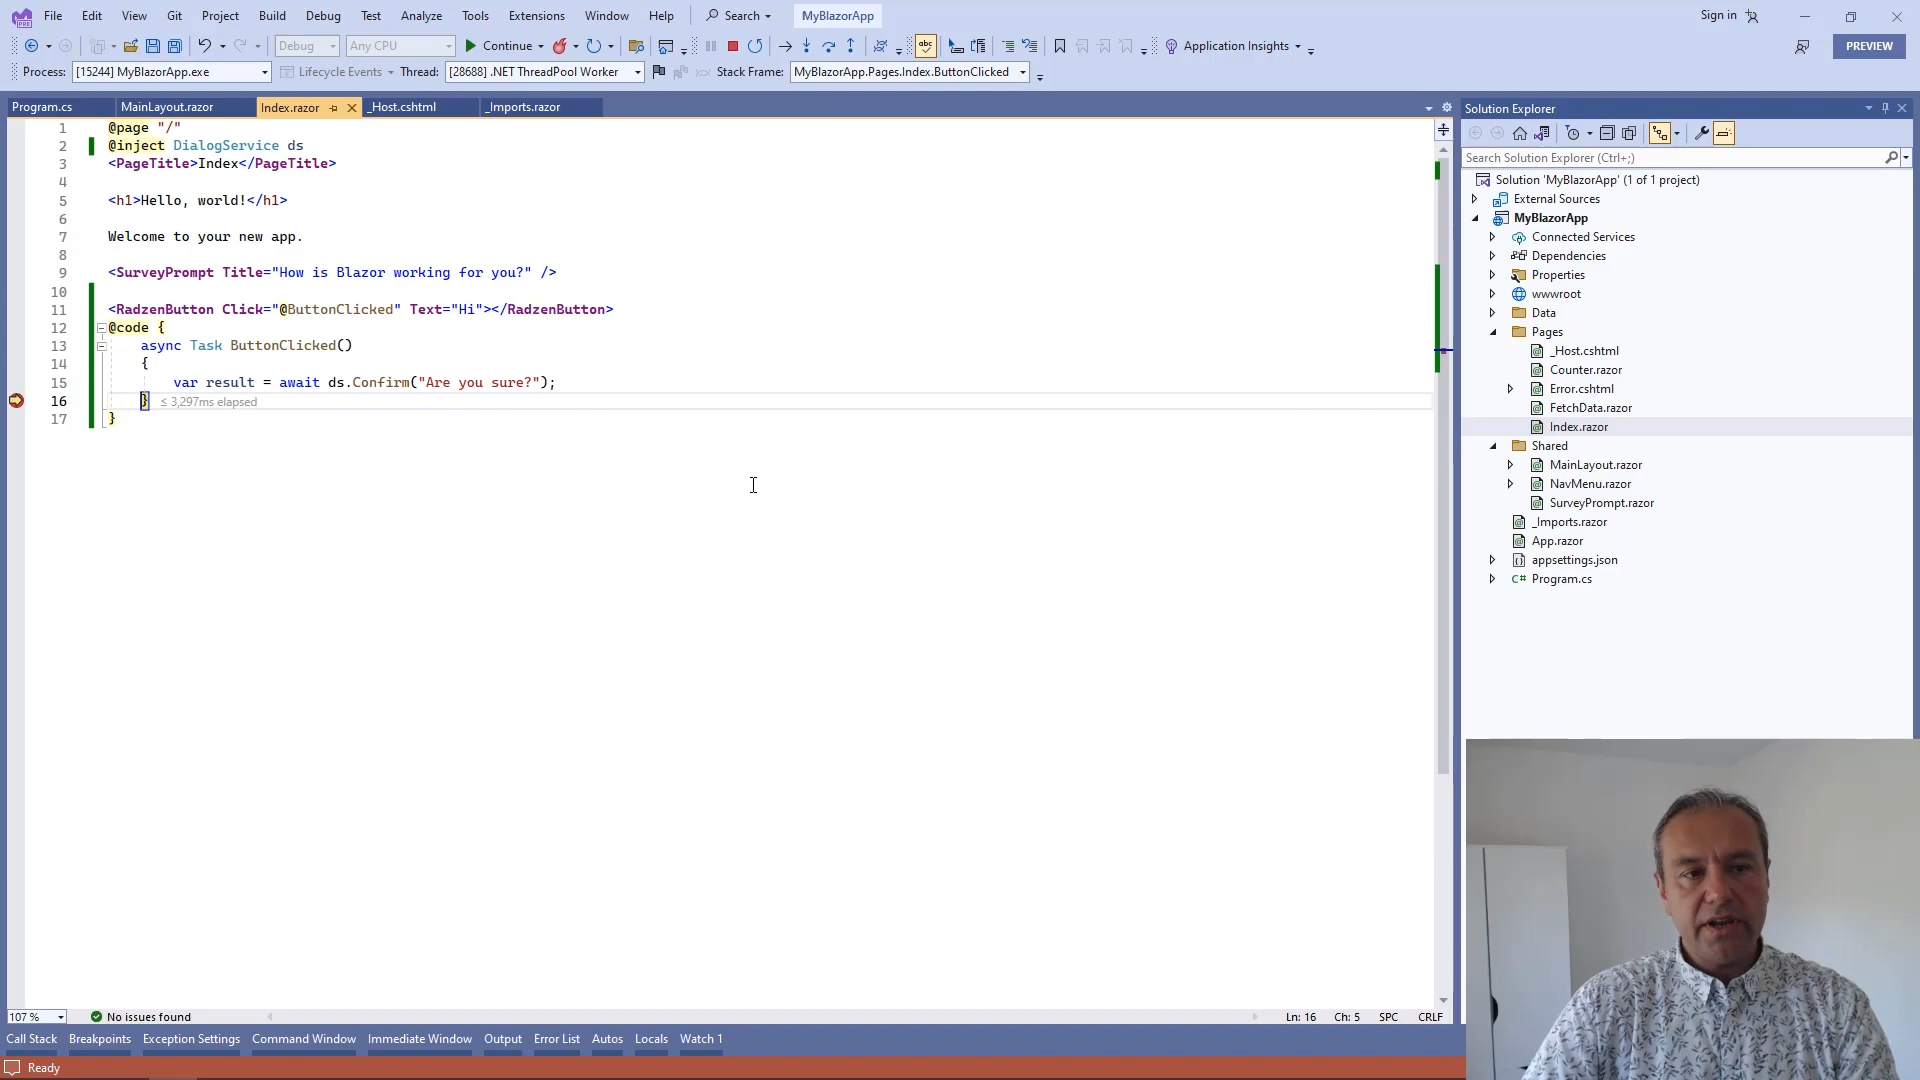 File Edit View Git Project Build Debug Test Analyze Tools Extensions Window Help Search MyBlazorApp Sign in
Debug Any CPU Continue abc Application Insights PREVIEW
Process: [15244] MyBlazorApp.exe Lifecycle Events Thread: [28688] .NET ThreadPool Worker Stack Frame: MyBlazorApp.Pages.Index.ButtonClicked
Program.cs MainLayout.razor Index.razor _Host.cshtml _Imports.razor
1 @page "/"
2 @inject DialogService ds
3 <PageTitle>Index</PageTitle>
4
5 <h1>Hello, world!</h1>
6
7 Welcome to your new app.
8
9 <SurveyPrompt Title="How is Blazor working for you?" />
10
11 <RadzenButton Click="@ButtonClicked" Text="Hi"></RadzenButton>
12 @code {
13 async Task ButtonClicked()
14 {
15 var result = await ds.Confirm("Are you sure?");
16 } ≤ 3,297ms elapsed
17 }
Solution Explorer
Search Solution Explorer (Ctrl+;)
Solution 'MyBlazorApp' (1 of 1 project)
External Sources
MyBlazorApp
Connected Services
Dependencies
Properties
wwwroot
Data
Pages
_Host.cshtml
Counter.razor
Error.cshtml
FetchData.razor
Index.razor
Shared
MainLayout.razor
NavMenu.razor
SurveyPrompt.razor
_Imports.razor
App.razor
appsettings.json
C# Program.cs
107 % No issues found Ln: 16 Ch: 5 SPC CRLF
Call Stack Breakpoints Exception Settings Command Window Immediate Window Output Error List Autos Locals Watch 1
Ready